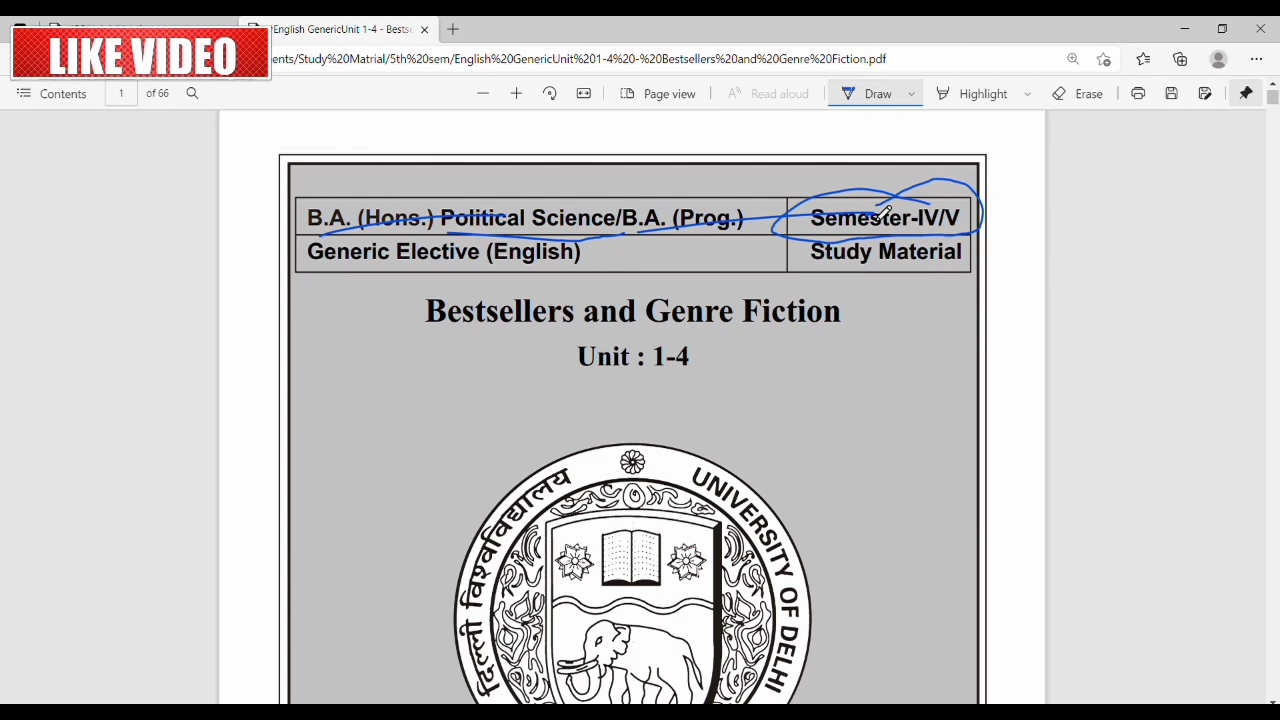 English GenericUnit 1-4 - Bests
LIKE VIDEO
ents/Study%20Matrial/5th%20sem/English%20GenericUnit%201-4%20-%20Bestsellers%20and%20Genre%20Fiction.pdf
Contents 1 of 66 Page view Read aloud Draw Highlight Erase
B.A. (Hons.) Political Science/B.A. (Prog.) Semester-IV/V
Generic Elective (English) Study Material
Bestsellers and Genre Fiction
Unit : 1-4
दिल्ली विश्वविद्यालय UNIVERSITY OF DELHI